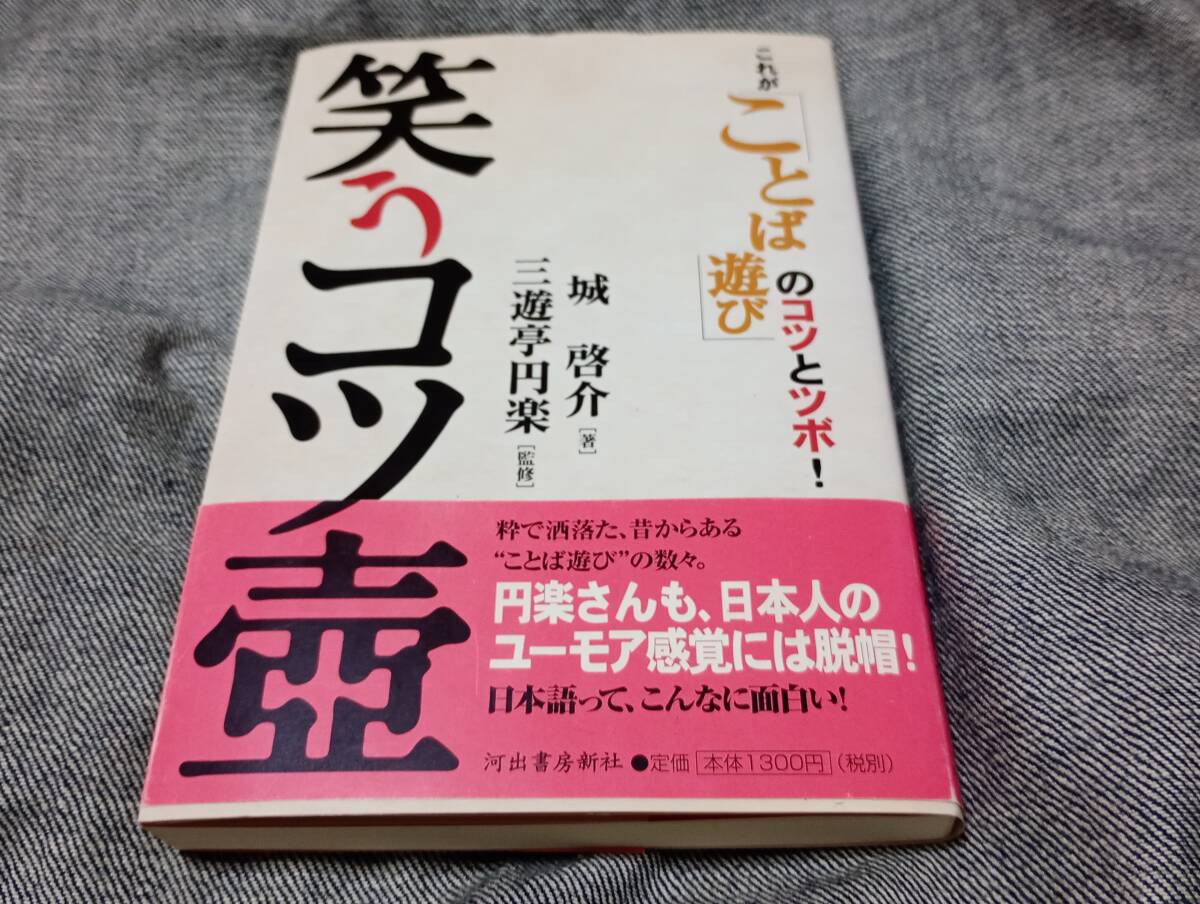 これが
「ことば遊び」のコツとツボ！
城 啓介［著］
三遊亭円楽［監修］
笑うコツ壺
粋で洒落た、昔からある
“ことば遊び”の数々。
円楽さんも、日本人の
ユーモア感覚には脱帽！
日本語って、こんなに面白い！
河出書房新社 ●定価 本体1300円（税別）